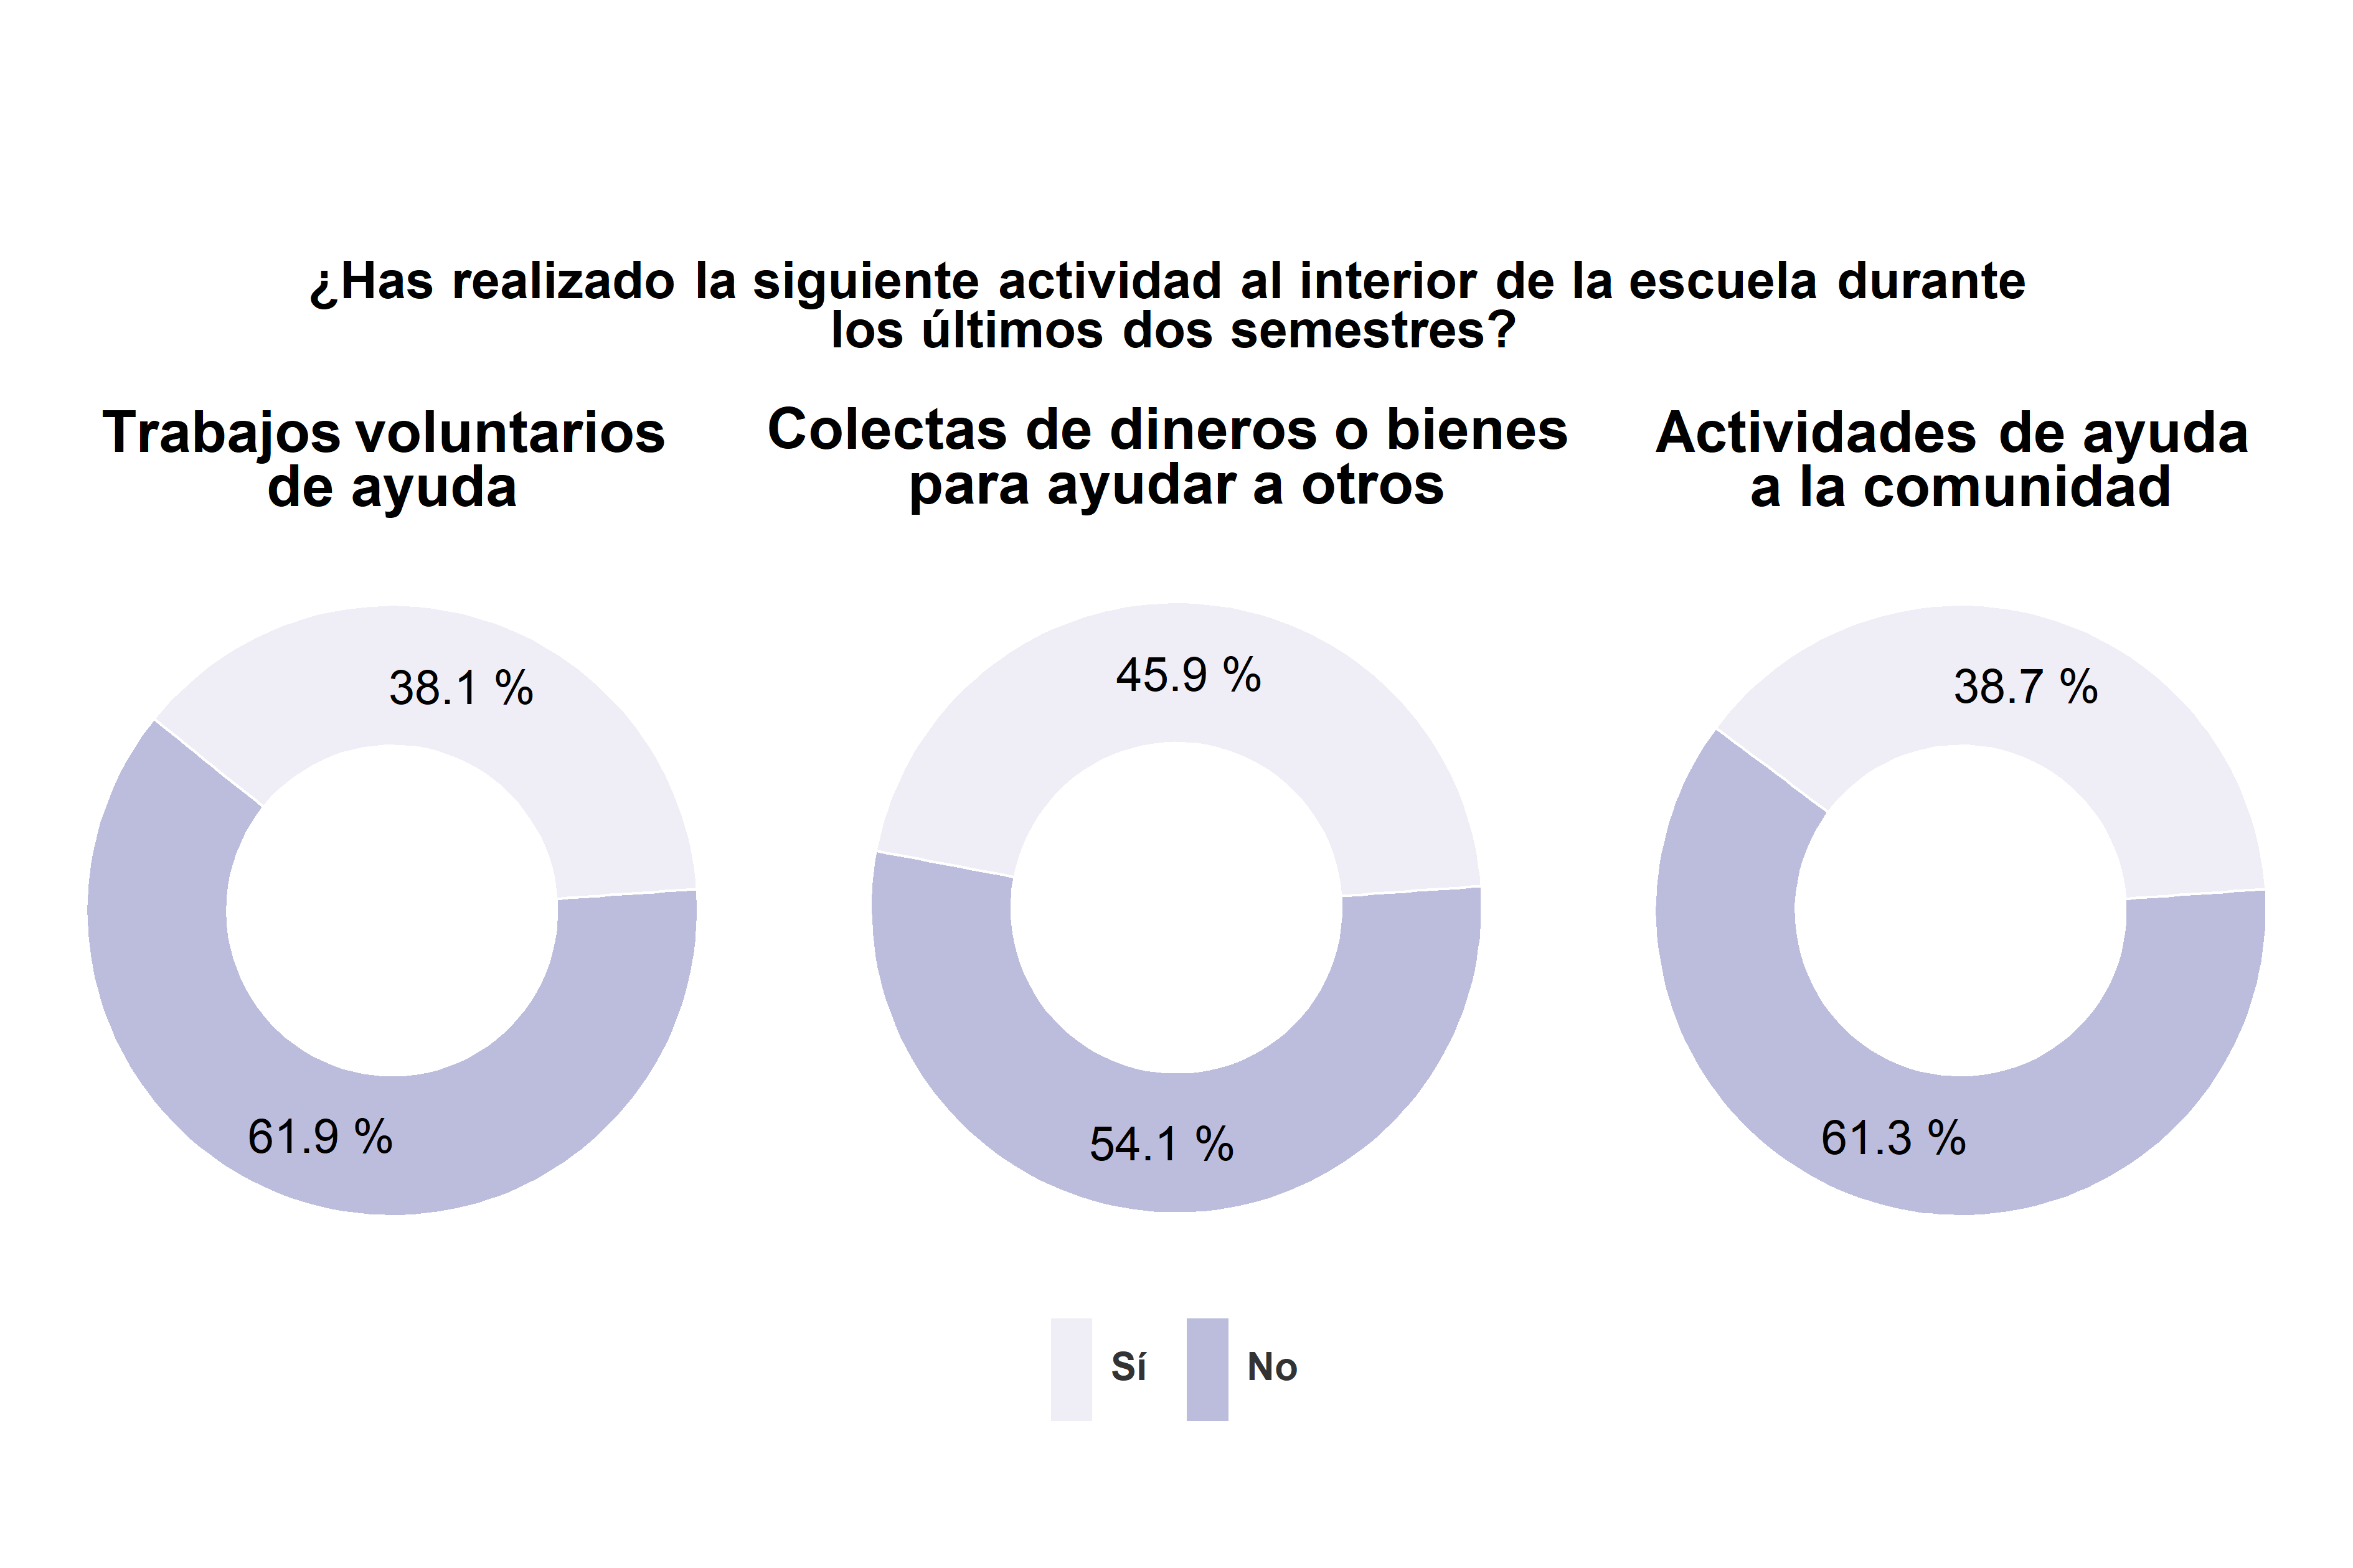 ¿Has realizado la siguiente actividad al interior de la escuela durante
los últimos dos semestres?
Trabajos voluntarios
de ayuda
Colectas de dineros o bienes
para ayudar a otros
Actividades de ayuda
a la comunidad
38.1 %
61.9 %
45.9 %
54.1 %
38.7 %
61.3 %
Sí
No